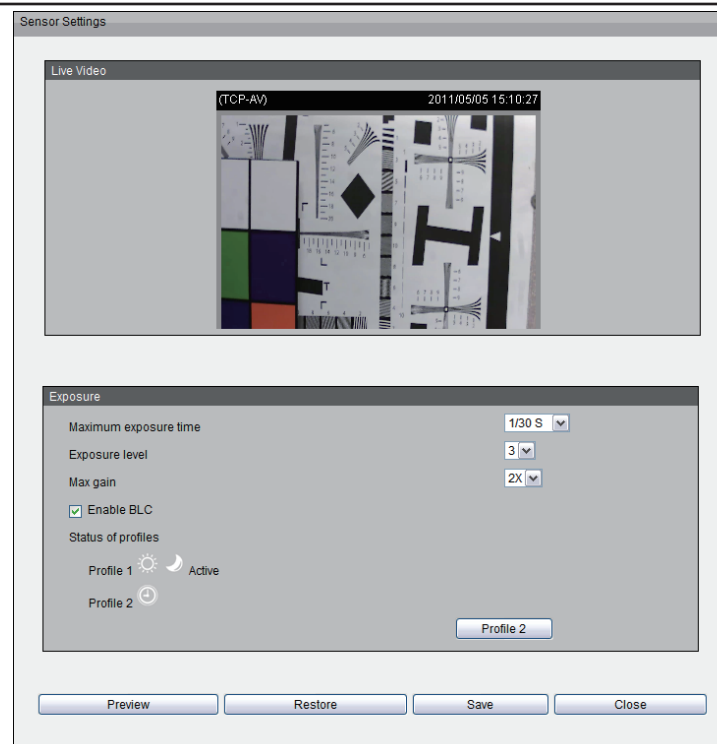 Sensor Settings
Live Video
(TCP-AV) 2011/05/05 15:10:27
Exposure
Maximum exposure time 1/30 S
Exposure level 3
Max gain 2X
Enable BLC
Status of profiles
Profile 1 Active
Profile 2
Profile 2
Preview Restore Save Close